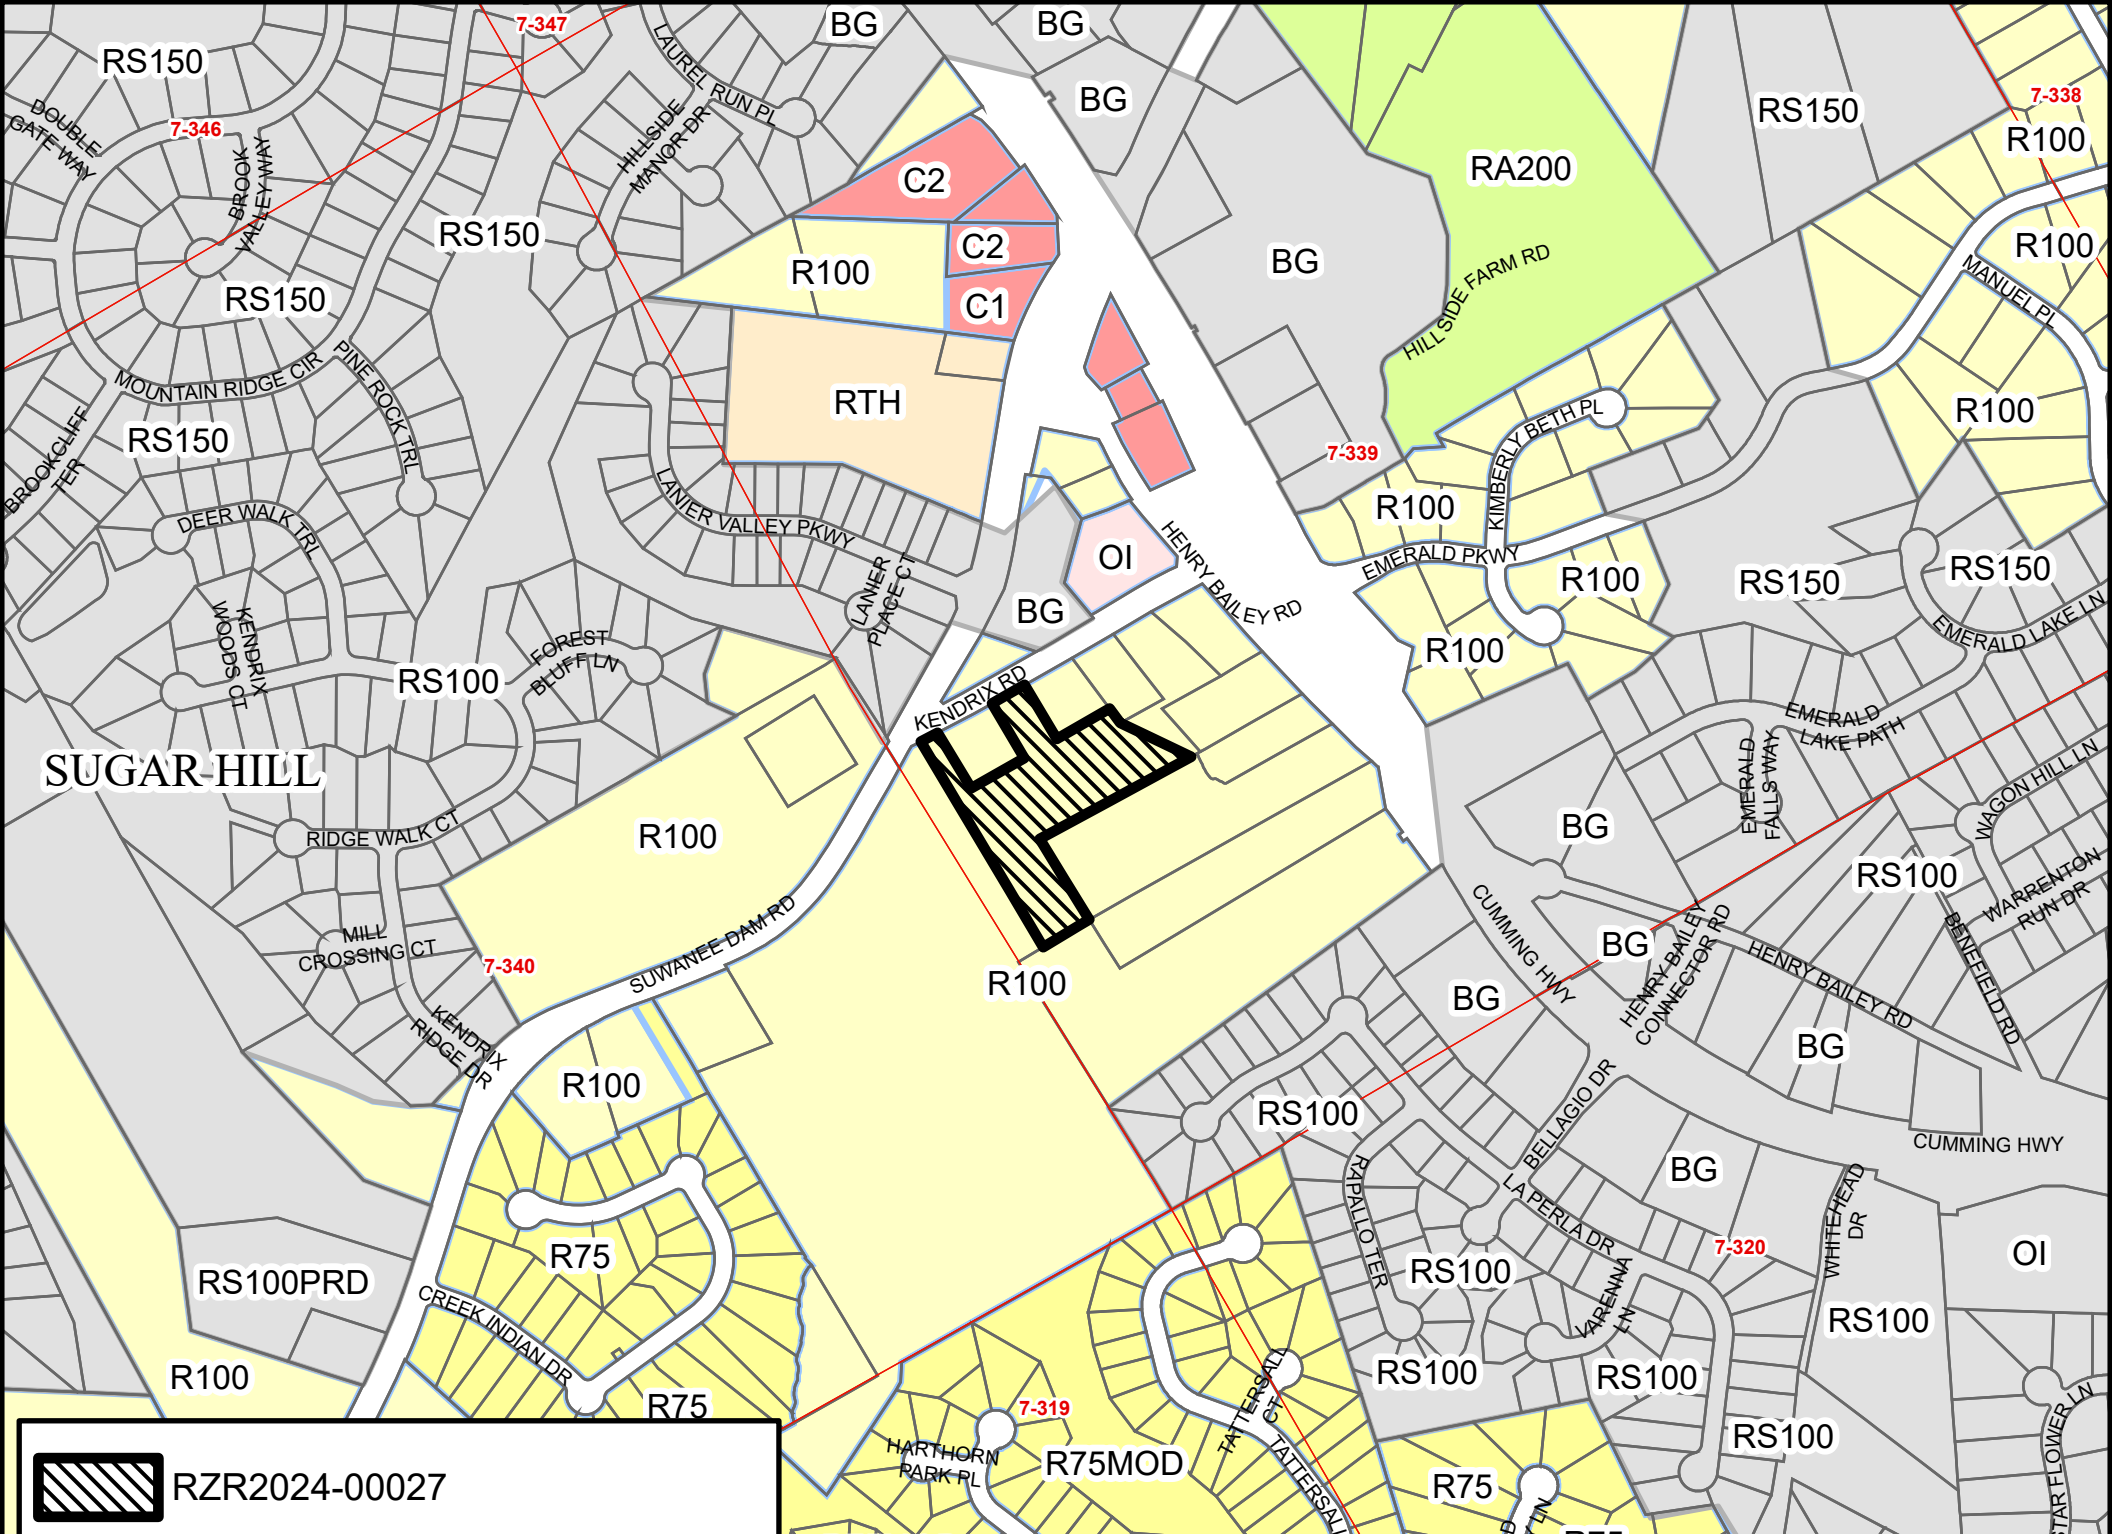 7-347
BG
BG
RS150
LAUREL RUN PL
BG
7-338
RS150
DOUBLE
GATE WAY
7-346
HILLSIDE
MANOR DR
R100
RA200
BROOK
VALLEY WAY
C2
RS150
C2
R100
R100
BG
HILLSIDE FARM RD
MANUEL PL
RS150
C1
MOUNTAIN RIDGE CIR
PINE ROCK TRL
RTH
KIMBERLY BETH PL
R100
BROOKCLIFF
TER
RS150
7-339
R100
LANIER VALLEY PKWY
DEER WALK TRL
HENRY BAILEY RD
OI
EMERALD PKWY
R100
RS150
RS150
LANIER
PLACE CT
BG
EMERALD LAKE LN
KENDRIX
WOODS CT
FOREST
BLUFF LN
R100
RS100
KENDRIX RD
EMERALD
LAKE PATH
SUGAR HILL
EMERALD
FALLS WAY
WAGON HILL LN
RIDGE WALK CT
R100
BG
RS100
WARRENTON
RUN DR
MILL
CROSSING CT
SUWANEE DAM RD
CUMMING HWY
BG
HENRY BAILEY
CONNECTOR RD
BENEFIELD RD
7-340
R100
BG
HENRY BAILEY RD
KENDRIX
RIDGE DR
BG
R100
RS100
BELLAGIO DR
CUMMING HWY
BG
RAPALLO TER
LA PERLA DR
WHITEHEAD
DR
R75
7-320
OI
RS100PRD
RS100
CREEK INDIAN DR
VARENNA
LN
RS100
R100
RS100
RS100
R75
7-319
TATTERSALL
CT
STAR FLOWER LN
HARTHORN
PARK PL
R75MOD
RS100
R75
TATTERSALL
RZR2024-00027
LN
R75